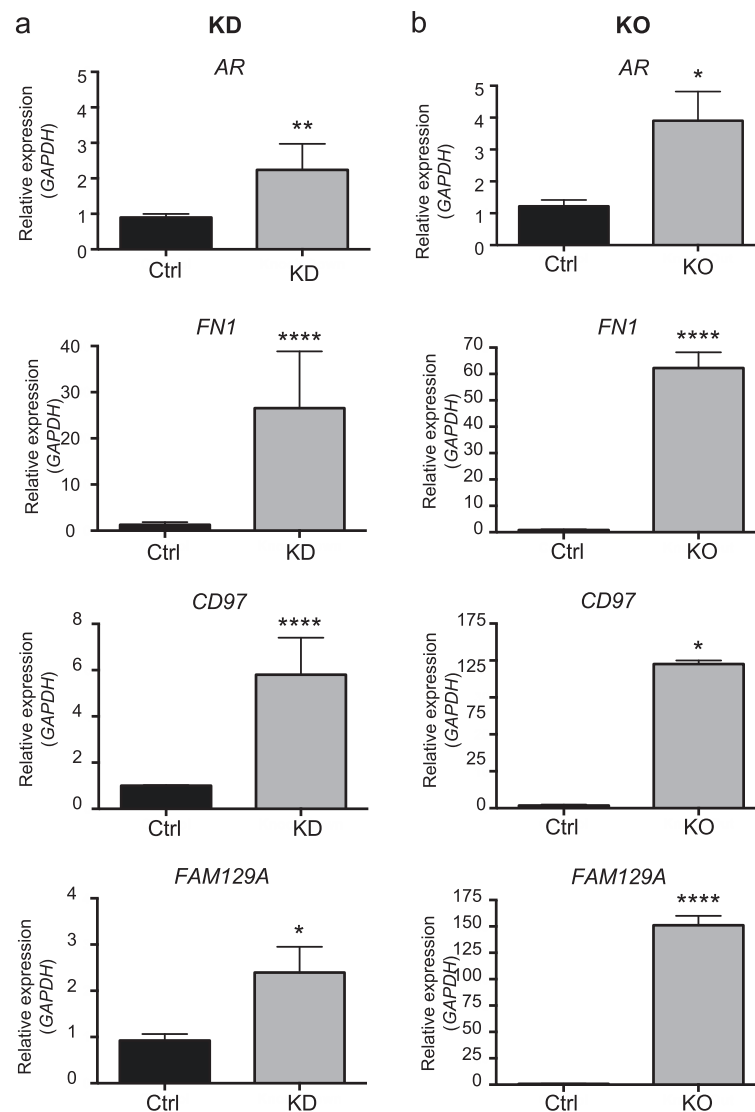 a
KD
AR
Relative expression
(GAPDH)
5
4
3
2
1
0
**
Ctrl
KD
FN1
Relative expression
(GAPDH)
40
30
20
10
0
****
Ctrl
KD
CD97
Relative expression
(GAPDH)
8
6
4
2
0
****
Ctrl
KD
FAM129A
Relative expression
(GAPDH)
4
3
2
1
0
*
Ctrl
KD
b
KO
AR
Relative expression
(GAPDH)
5
4
3
2
1
0
*
Ctrl
KO
FN1
Relative expression
(GAPDH)
70
60
50
40
30
20
10
0
****
Ctrl
KO
CD97
Relative expression
(GAPDH)
175
125
75
25
0
*
Ctrl
KO
FAM129A
Relative expression
(GAPDH)
175
150
125
100
75
50
25
0
****
Ctrl
KO